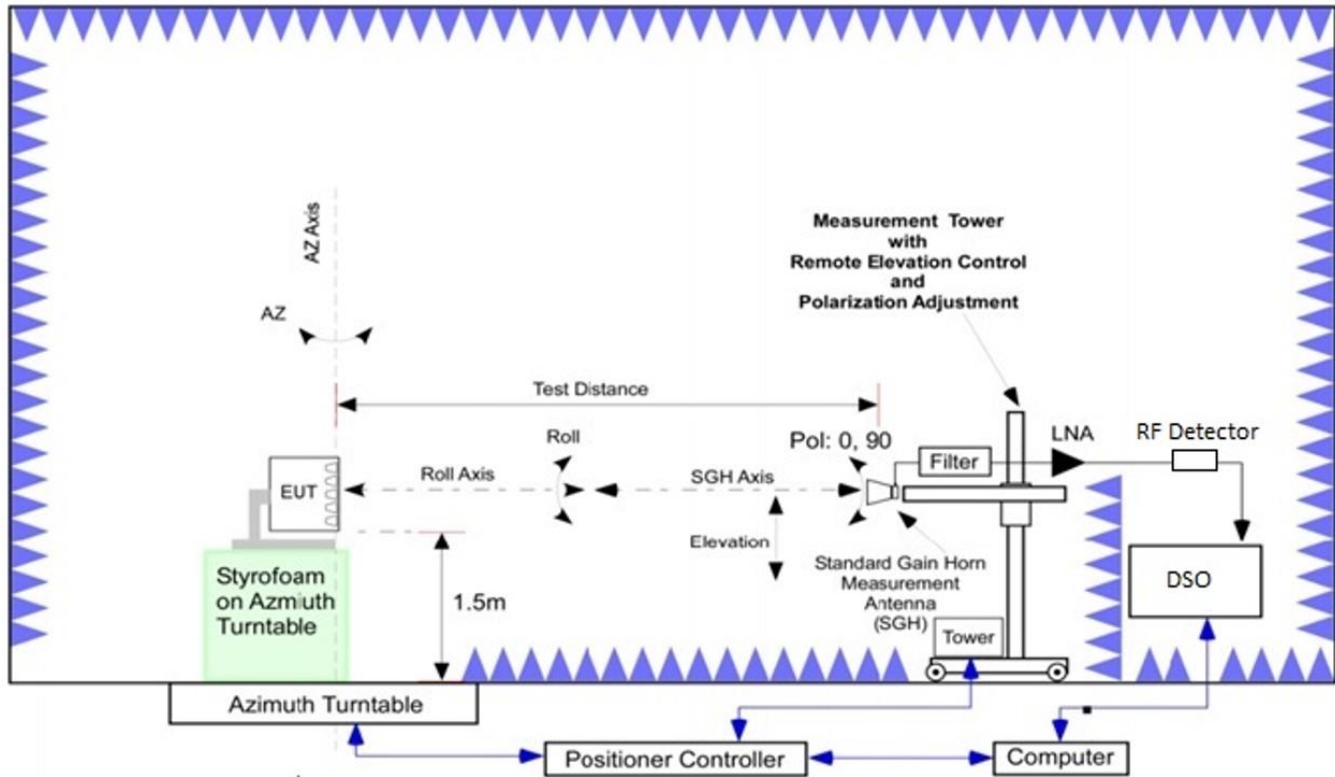 AZ Axis
AZ
Measurement Tower
with
Remote Elevation Control
and
Polarization Adjustment
Test Distance
Roll
Pol: 0, 90
LNA
RF Detector
Filter
EUT
Roll Axis
SGH Axis
Elevation
Standard Gain Horn
Measurement
Antenna
(SGH)
DSO
Styrofoam
on Azmiuth
Turntable
1.5m
Tower
Azimuth Turntable
Positioner Controller
Computer